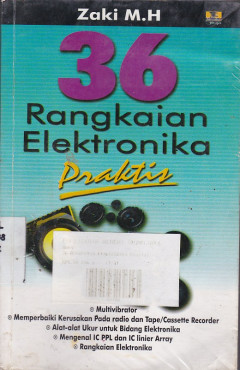 Zaki M.H
36
Rangkaian
Elektronika
Praktis
Multivibrator
Memperbaiki Kerusakan Pada radio dan Tape/Cassette Recorder
Alat-alat Ukur untuk Bidang Elektronika
Mengenal IC PPL dan IC linier Array
Rangkaian Elektronika